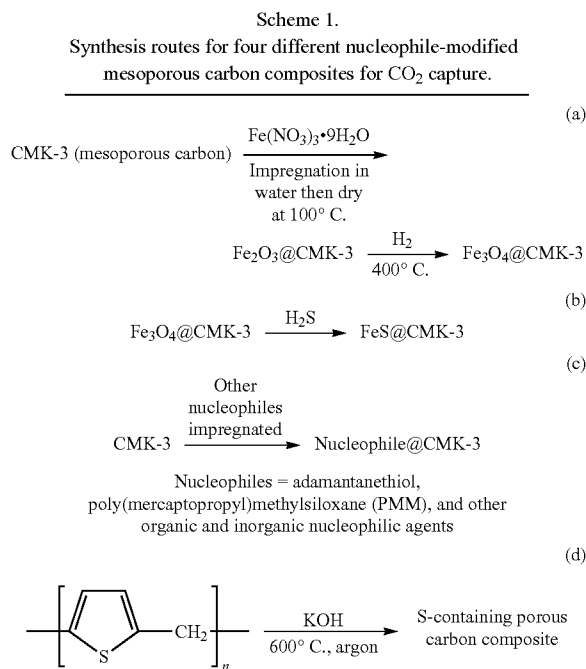 Scheme 1.
Synthesis routes for four different nucleophile-modified
mesoporous carbon composites for CO2 capture.
(a)
CMK-3 (mesoporous carbon)
Fe(NO3)3•9H2O
Impregnation in
water then dry
at 100° C.
Fe2O3@CMK-3
H2
400° C.
Fe3O4@CMK-3
(b)
Fe3O4@CMK-3
H2S
FeS@CMK-3
(c)
CMK-3
Other
nucleophiles
impregnated
Nucleophile@CMK-3
Nucleophiles = adamantanethiol,
poly(mercaptopropyl)methylsiloxane (PMM), and other
organic and inorganic nucleophilic agents
(d)
S
CH2
n
KOH
600° C., argon
S-containing porous
carbon composite